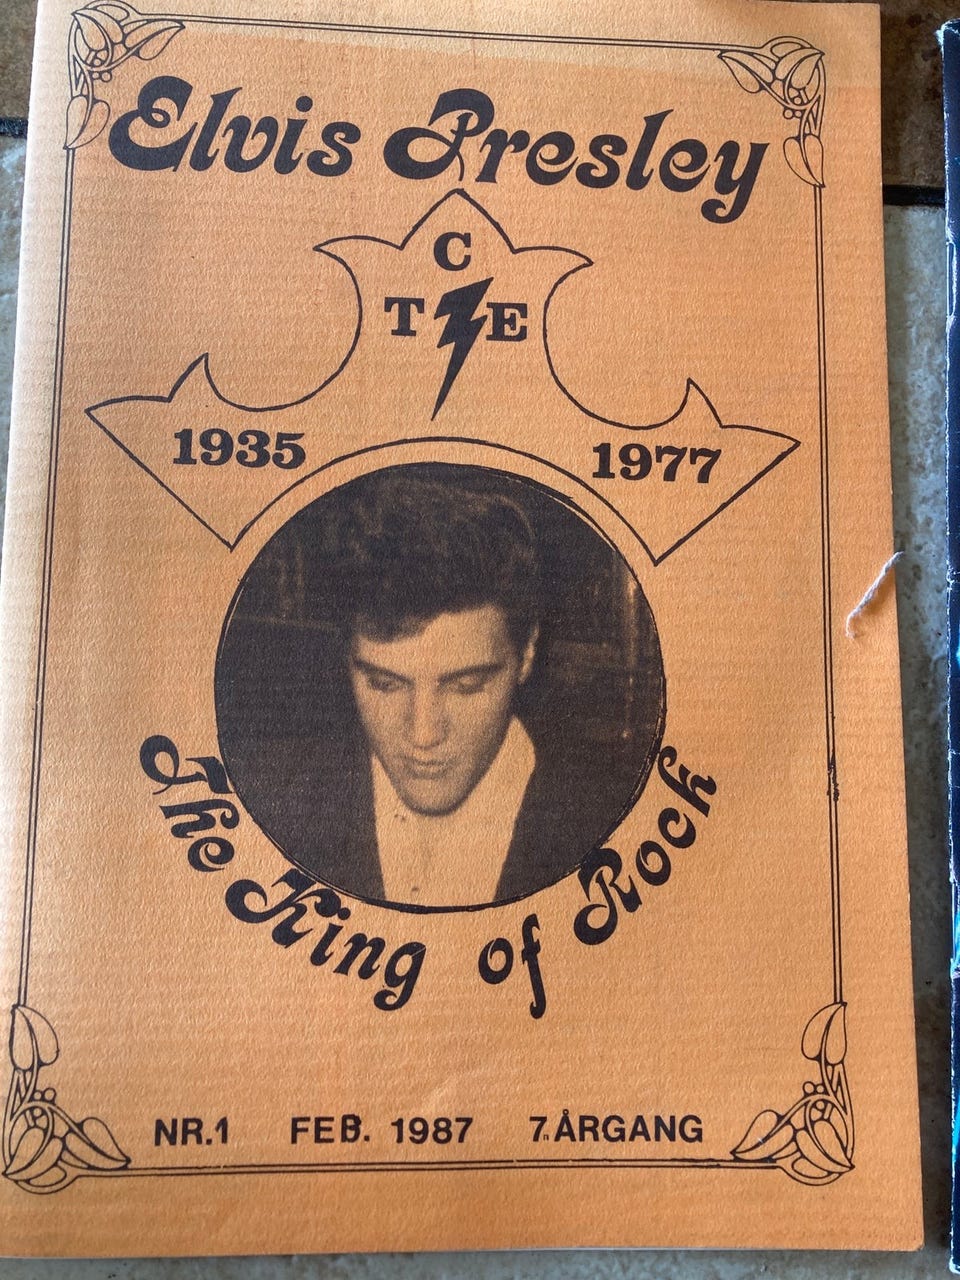 Elvis Presley
C
T E
1935 1977
The King of Rock
NR.1 FEB. 1987 7. ÅRGANG